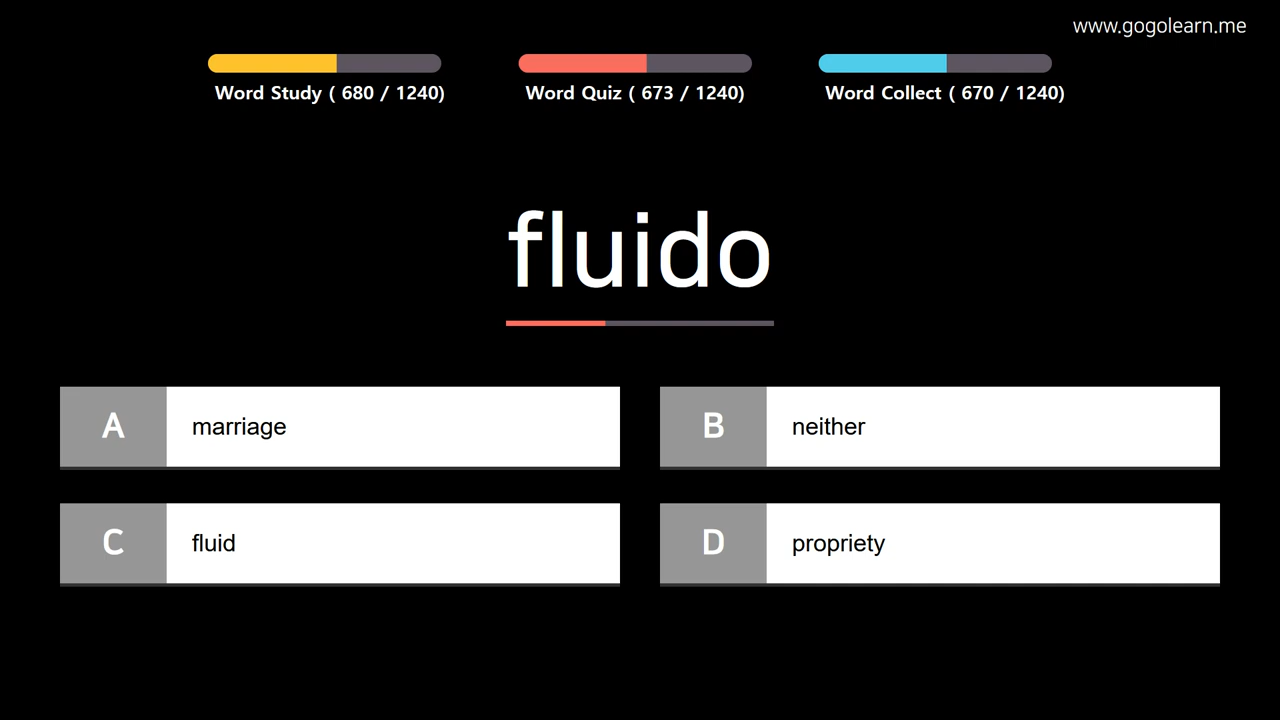 www.gogolearn.me
Word Study ( 680 / 1240)
Word Quiz ( 673 / 1240)
Word Collect ( 670 / 1240)
fluido
A marriage
B neither
C fluid
D propriety